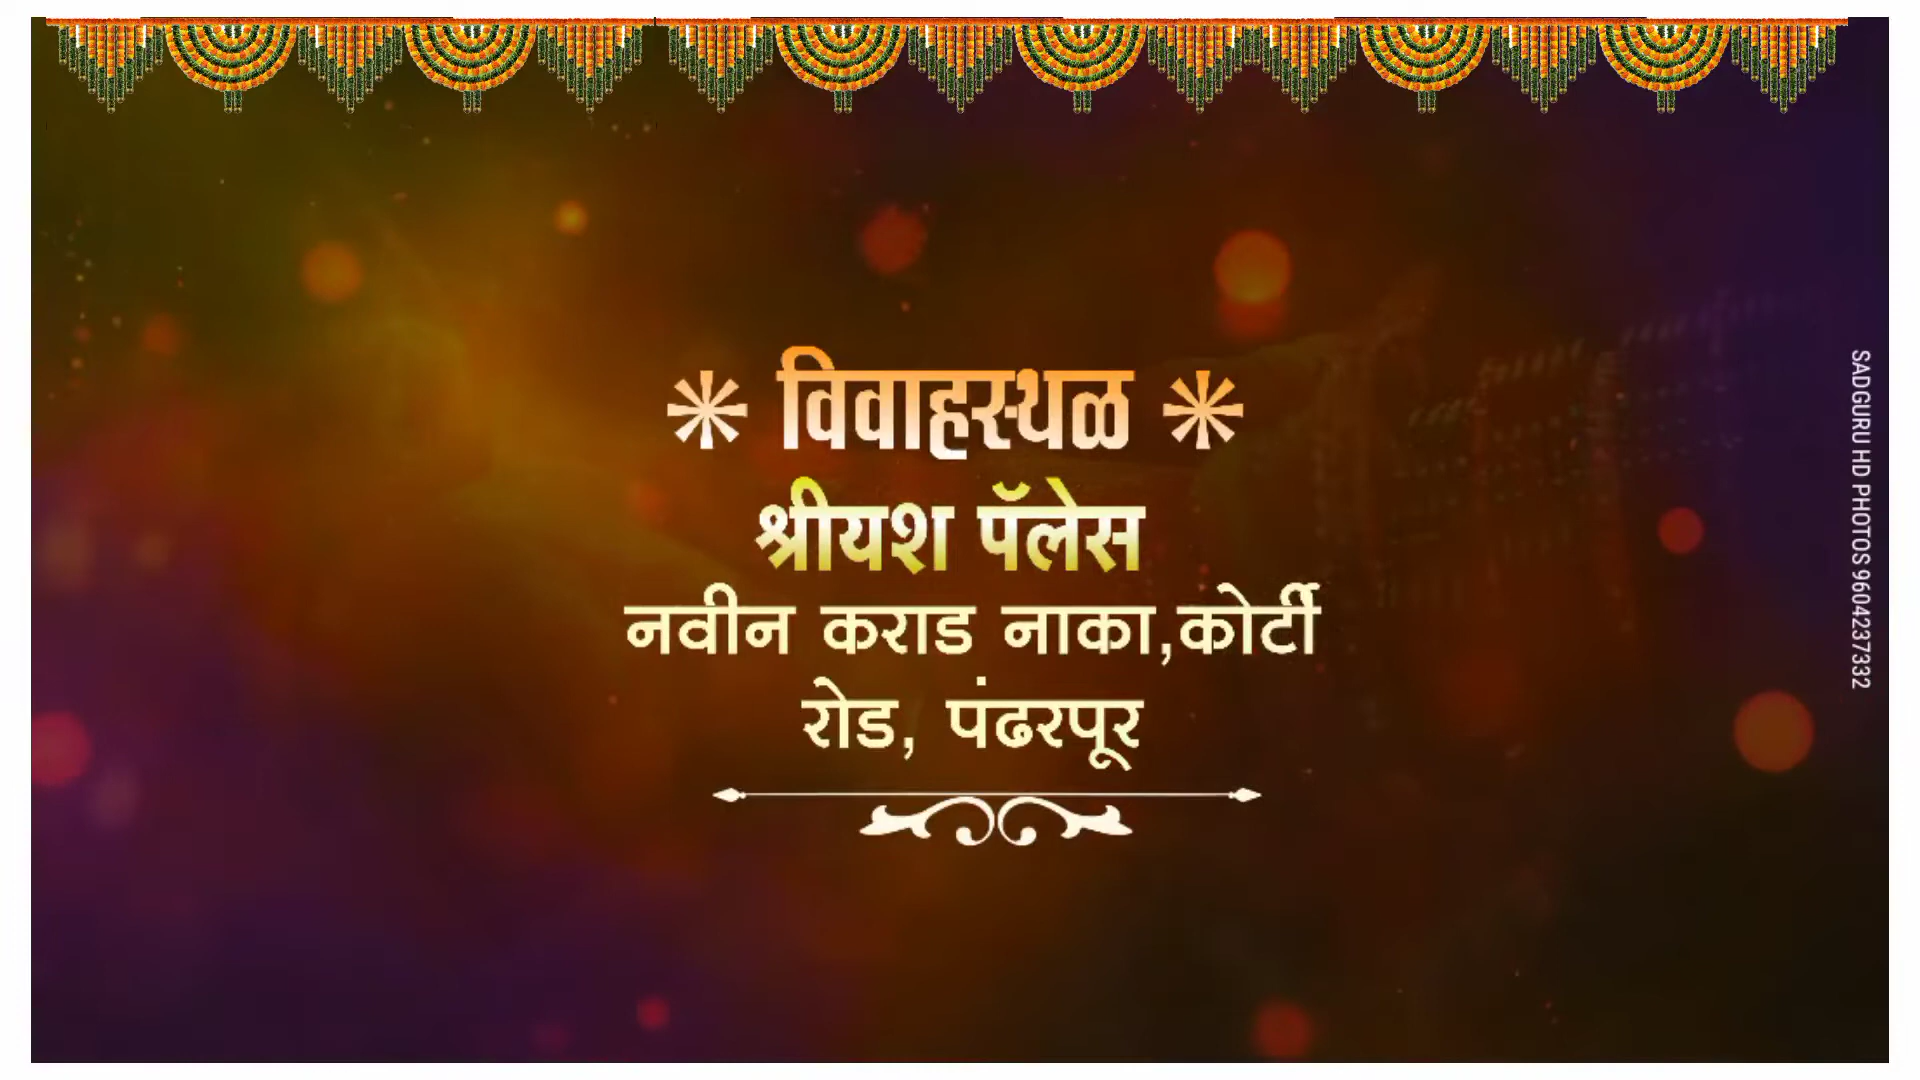 * विवाहस्थळ *
श्रीयश पॅलेस
नवीन कराड नाका,कोर्टी
रोड, पंढरपूर
SADGURU HD PHOTOS 9604237332